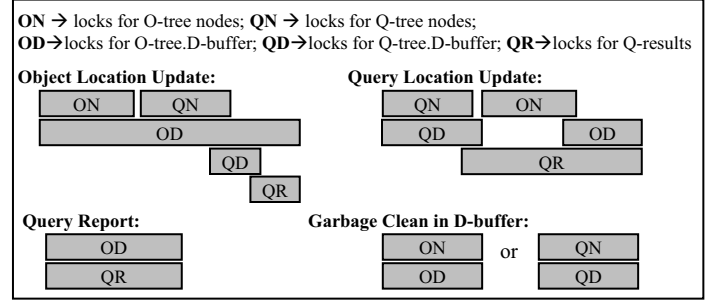 ON → locks for O-tree nodes; QN → locks for Q-tree nodes;
OD→locks for O-tree.D-buffer; QD→locks for Q-tree.D-buffer; QR→locks for Q-results
Object Location Update:
ON QN
OD
QD
QR
Query Location Update:
QN ON
QD OD
QR
Query Report:
OD
QR
Garbage Clean in D-buffer:
ON or QN
OD QD